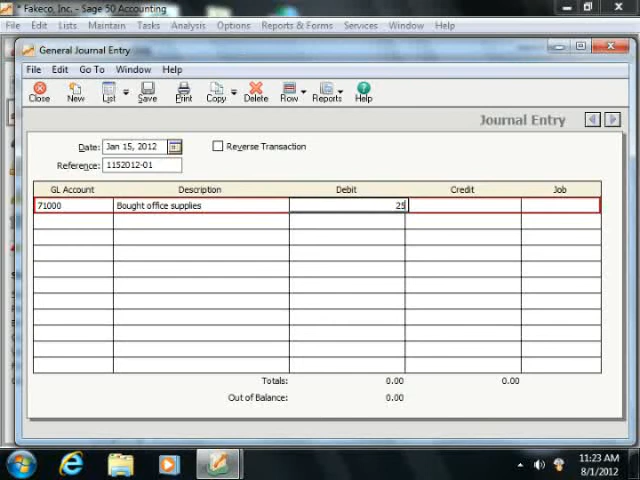 * Fakeco, Inc. - Sage 50 Accounting
File Edit Lists Maintain Tasks Analysis Options Reports & Forms Services Window Help
General Journal Entry
File Edit Go To Window Help
Close New List Save Print Copy Delete Row Reports Help
Journal Entry
Date: Jan 15, 2012 Reverse Transaction
Reference: 1152012-01
GL Account Description Debit Credit Job
71000 Bought office supplies 25
Totals: 0.00 0.00
Out of Balance: 0.00
11:23 AM
8/1/2012